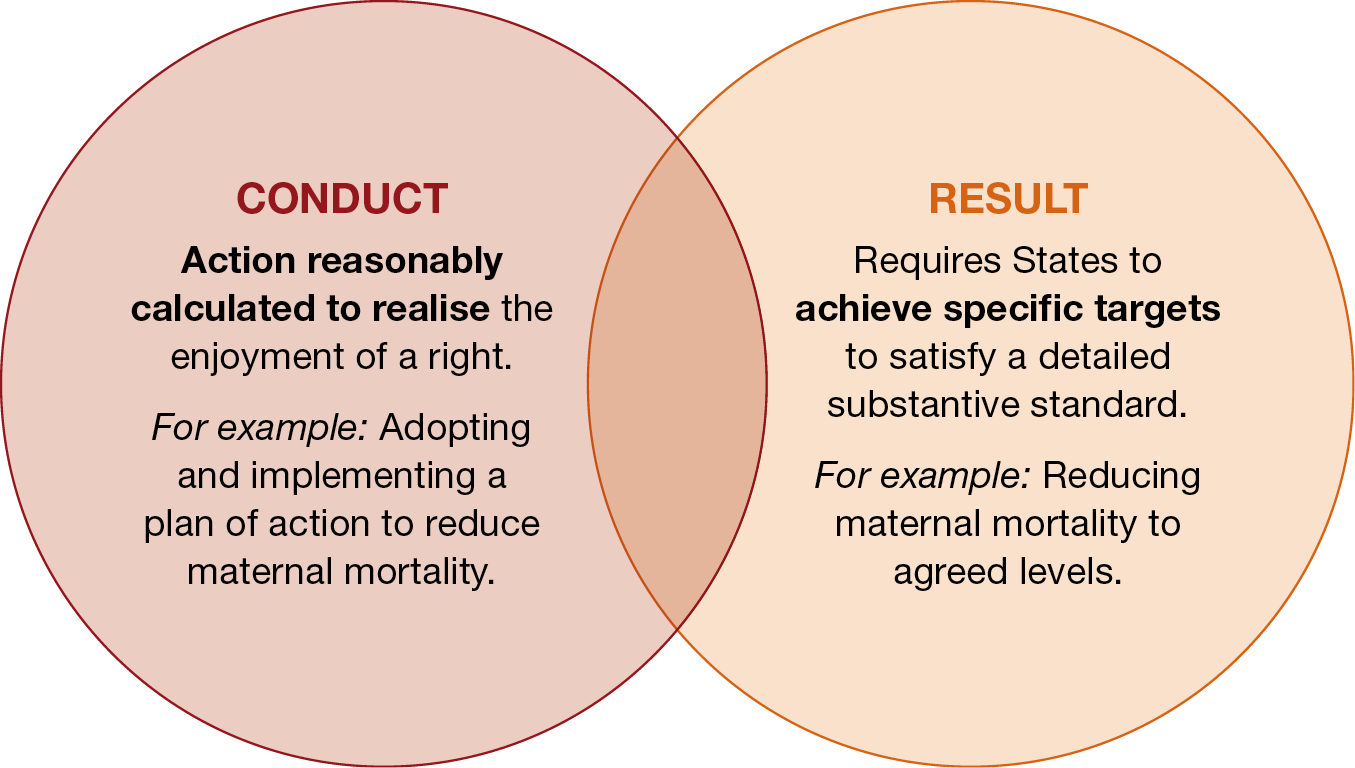 CONDUCT
Action reasonably
calculated to realise the
enjoyment of a right.
For example: Adopting
and implementing a
plan of action to reduce
maternal mortality.
RESULT
Requires States to
achieve specific targets
to satisfy a detailed
substantive standard.
For example: Reducing
maternal mortality to
agreed levels.